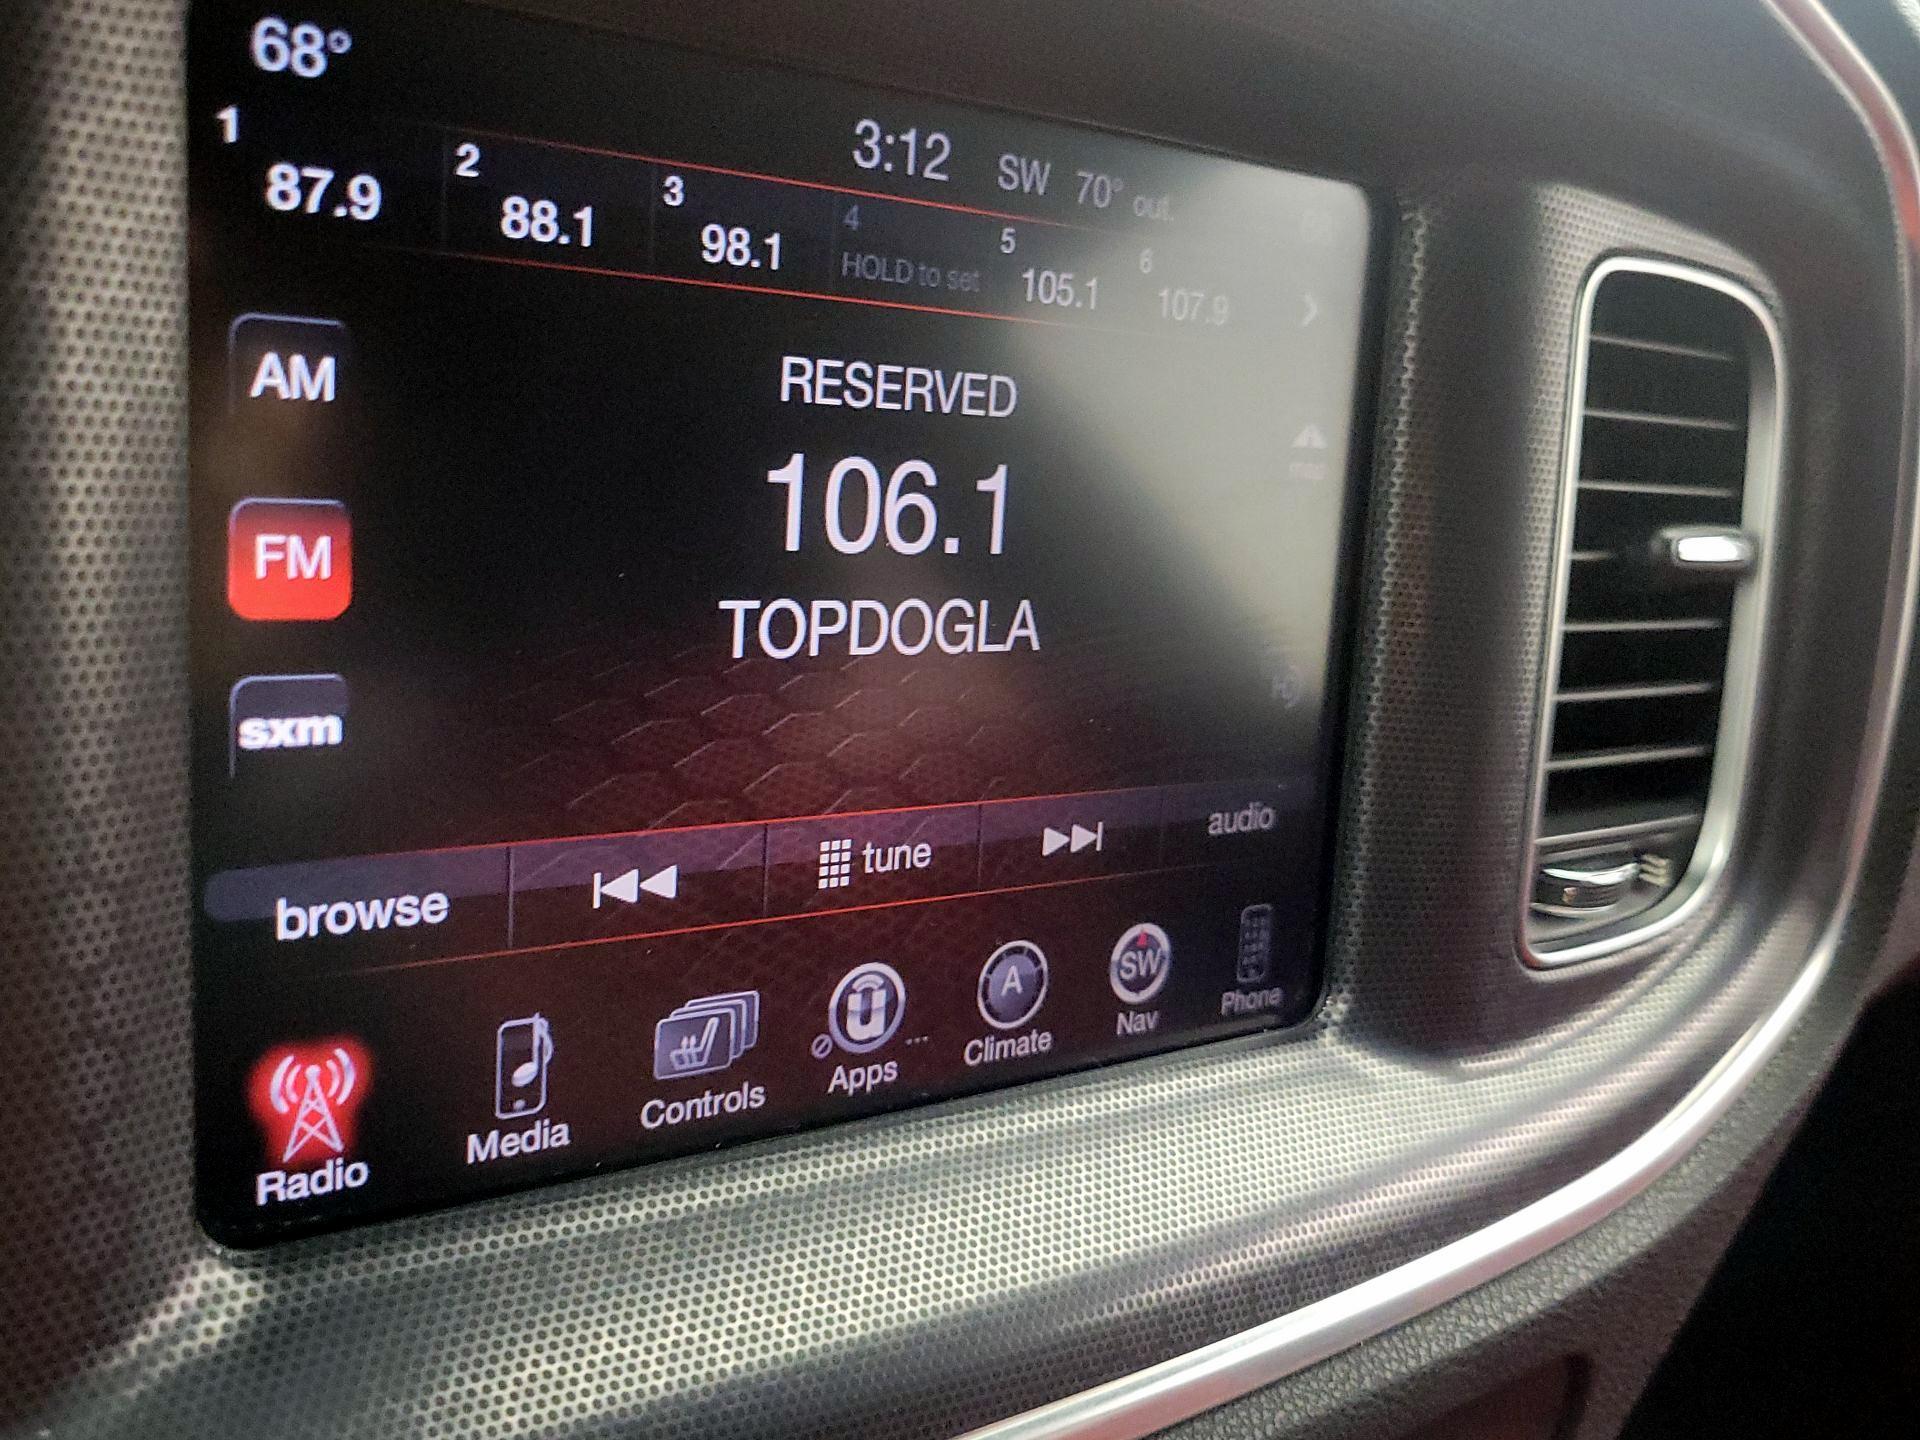 68°
3:12 SW 70° out.
1 87.9 2 88.1 3 98.1 4 HOLD to set 5 105.1 6 107.9
AM
RESERVED
106.1
FM
TOPDOGLA
sxm
browse tune audio
A SW
Radio Media Controls Apps ... Climate Nav Phone